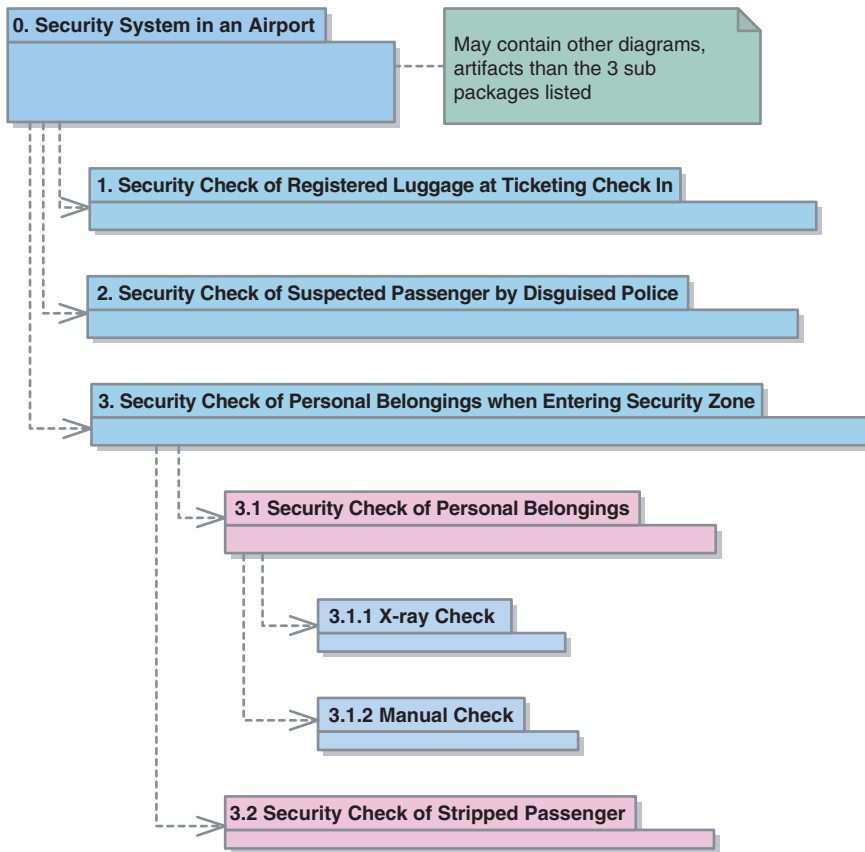 0. Security System in an Airport
May contain other diagrams,
artifacts than the 3 sub
packages listed
1. Security Check of Registered Luggage at Ticketing Check In
2. Security Check of Suspected Passenger by Disguised Police
3. Security Check of Personal Belongings when Entering Security Zone
3.1 Security Check of Personal Belongings
3.1.1 X-ray Check
3.1.2 Manual Check
3.2 Security Check of Stripped Passenger